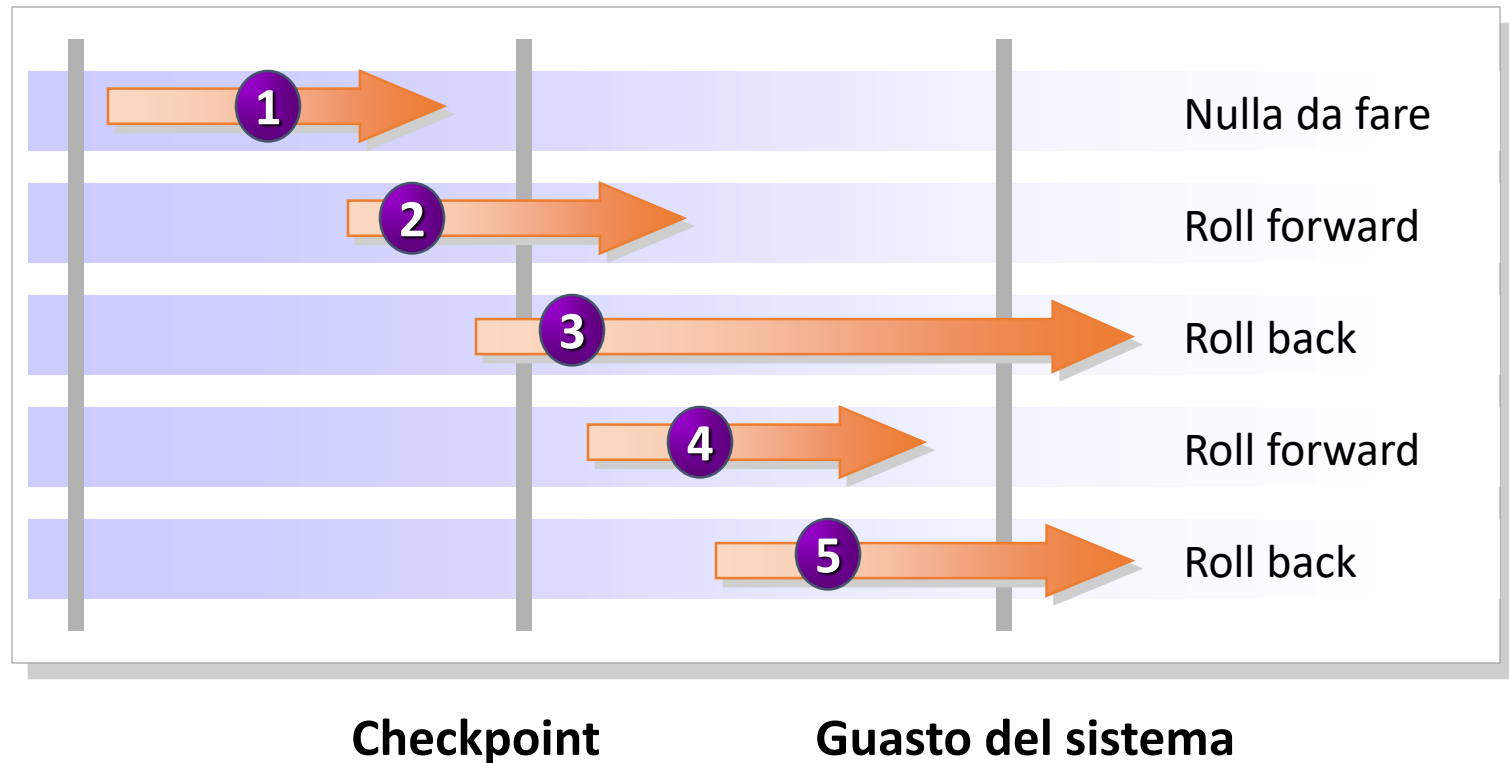 1 Nulla da fare
2 Roll forward
3 Roll back
4 Roll forward
5 Roll back
Checkpoint Guasto del sistema